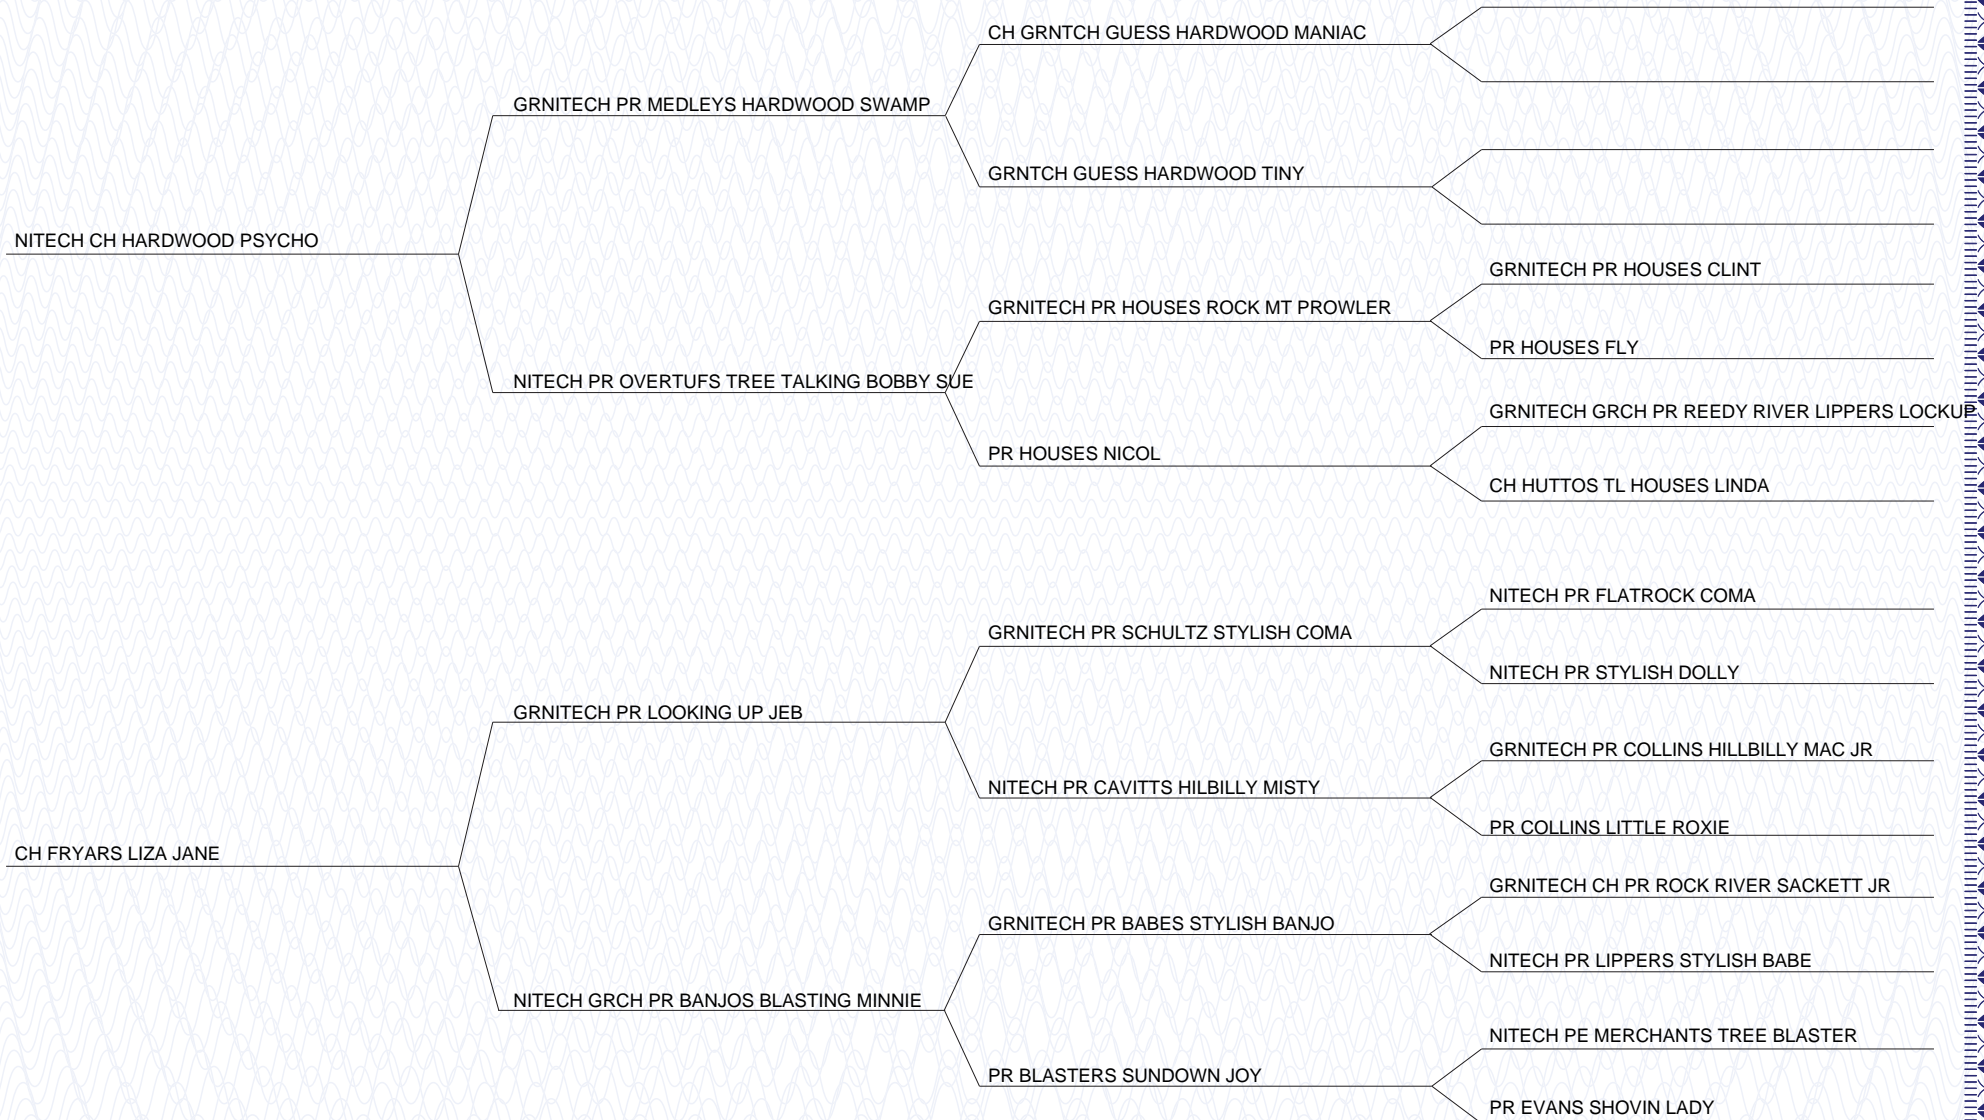 CH GRNTCH GUESS HARDWOOD MANIAC
GRNITECH PR MEDLEYS HARDWOOD SWAMP
GRNTCH GUESS HARDWOOD TINY
NITECH CH HARDWOOD PSYCHO
GRNITECH PR HOUSES CLINT
GRNITECH PR HOUSES ROCK MT PROWLER
PR HOUSES FLY
NITECH PR OVERTUFS TREE TALKING BOBBY SUE
GRNITECH GRCH PR REEDY RIVER LIPPERS LOCKUP
PR HOUSES NICOL
CH HUTTOS TL HOUSES LINDA
NITECH PR FLATROCK COMA
GRNITECH PR SCHULTZ STYLISH COMA
NITECH PR STYLISH DOLLY
GRNITECH PR LOOKING UP JEB
GRNITECH PR COLLINS HILLBILLY MAC JR
NITECH PR CAVITTS HILBILLY MISTY
PR COLLINS LITTLE ROXIE
CH FRYARS LIZA JANE
GRNITECH CH PR ROCK RIVER SACKETT JR
GRNITECH PR BABES STYLISH BANJO
NITECH PR LIPPERS STYLISH BABE
NITECH GRCH PR BANJOS BLASTING MINNIE
NITECH PE MERCHANTS TREE BLASTER
PR BLASTERS SUNDOWN JOY
PR EVANS SHOVIN LADY